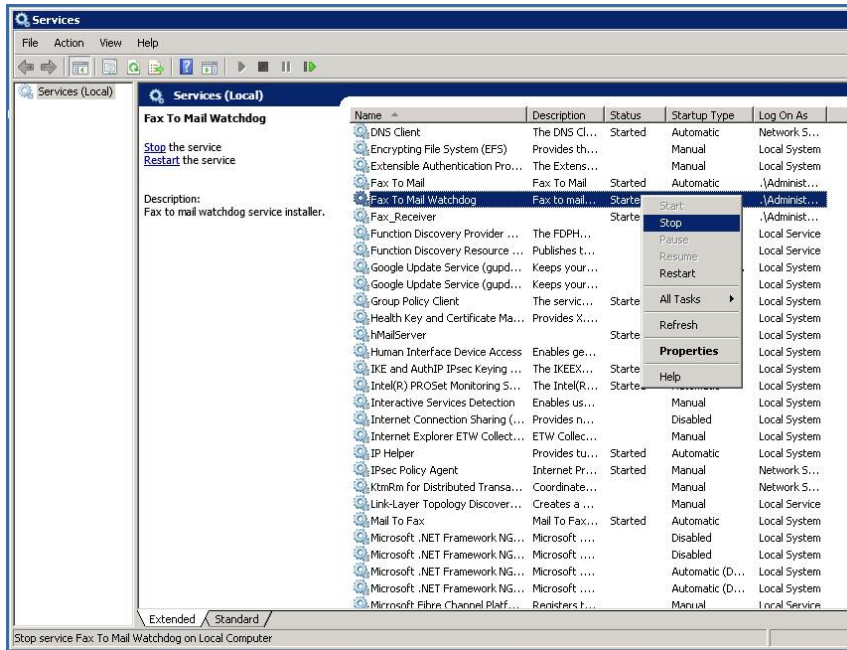 Services
File Action View Help
Services (Local)
Services (Local)
Fax To Mail Watchdog
Stop the service
Restart the service
Description:
Fax to mail watchdog service installer.
Name Description Status Startup Type Log On As
DNS Client The DNS Cl... Started Automatic Network S...
Encrypting File System (EFS) Provides th... Manual Local System
Extensible Authentication Pro... The Extens... Manual Local System
Fax To Mail Fax To Mail Started Automatic .\Administ...
Fax To Mail Watchdog Fax to mail... Starte .\Administ...
Fax_Receiver Starte .\Administ...
Function Discovery Provider ... The FDPH... Local Service
Function Discovery Resource ... Publishes t... Local Service
Google Update Service (gupd... Keeps your... Local System
Google Update Service (gupd... Keeps your... Local System
Group Policy Client The servic... Starte Local System
Health Key and Certificate Ma... Provides X.... Local System
hMailServer Starte Local System
Human Interface Device Access Enables ge... Local System
IKE and AuthIP IPsec Keying ... The IKEEX... Starte Local System
Intel(R) PROSet Monitoring S... The Intel(R... Starte Local System
Interactive Services Detection Enables us... Manual Local System
Internet Connection Sharing (... Provides n... Disabled Local System
Internet Explorer ETW Collect... ETW Collec... Manual Local System
IP Helper Provides tu... Started Automatic Local System
IPsec Policy Agent Internet Pr... Started Manual Network S...
KtmRm for Distributed Transa... Coordinate... Manual Network S...
Link-Layer Topology Discover... Creates a ... Manual Local Service
Mail To Fax Mail To Fax... Started Automatic Local System
Microsoft .NET Framework NG... Microsoft .... Disabled Local System
Microsoft .NET Framework NG... Microsoft .... Disabled Local System
Microsoft .NET Framework NG... Microsoft .... Automatic (D... Local System
Microsoft .NET Framework NG... Microsoft .... Automatic (D... Local System
Microsoft Fibre Channel Platf... Registers t... Manual Local Service
Start
Stop
Pause
Resume
Restart
All Tasks
Refresh
Properties
Help
Extended Standard
Stop service Fax To Mail Watchdog on Local Computer